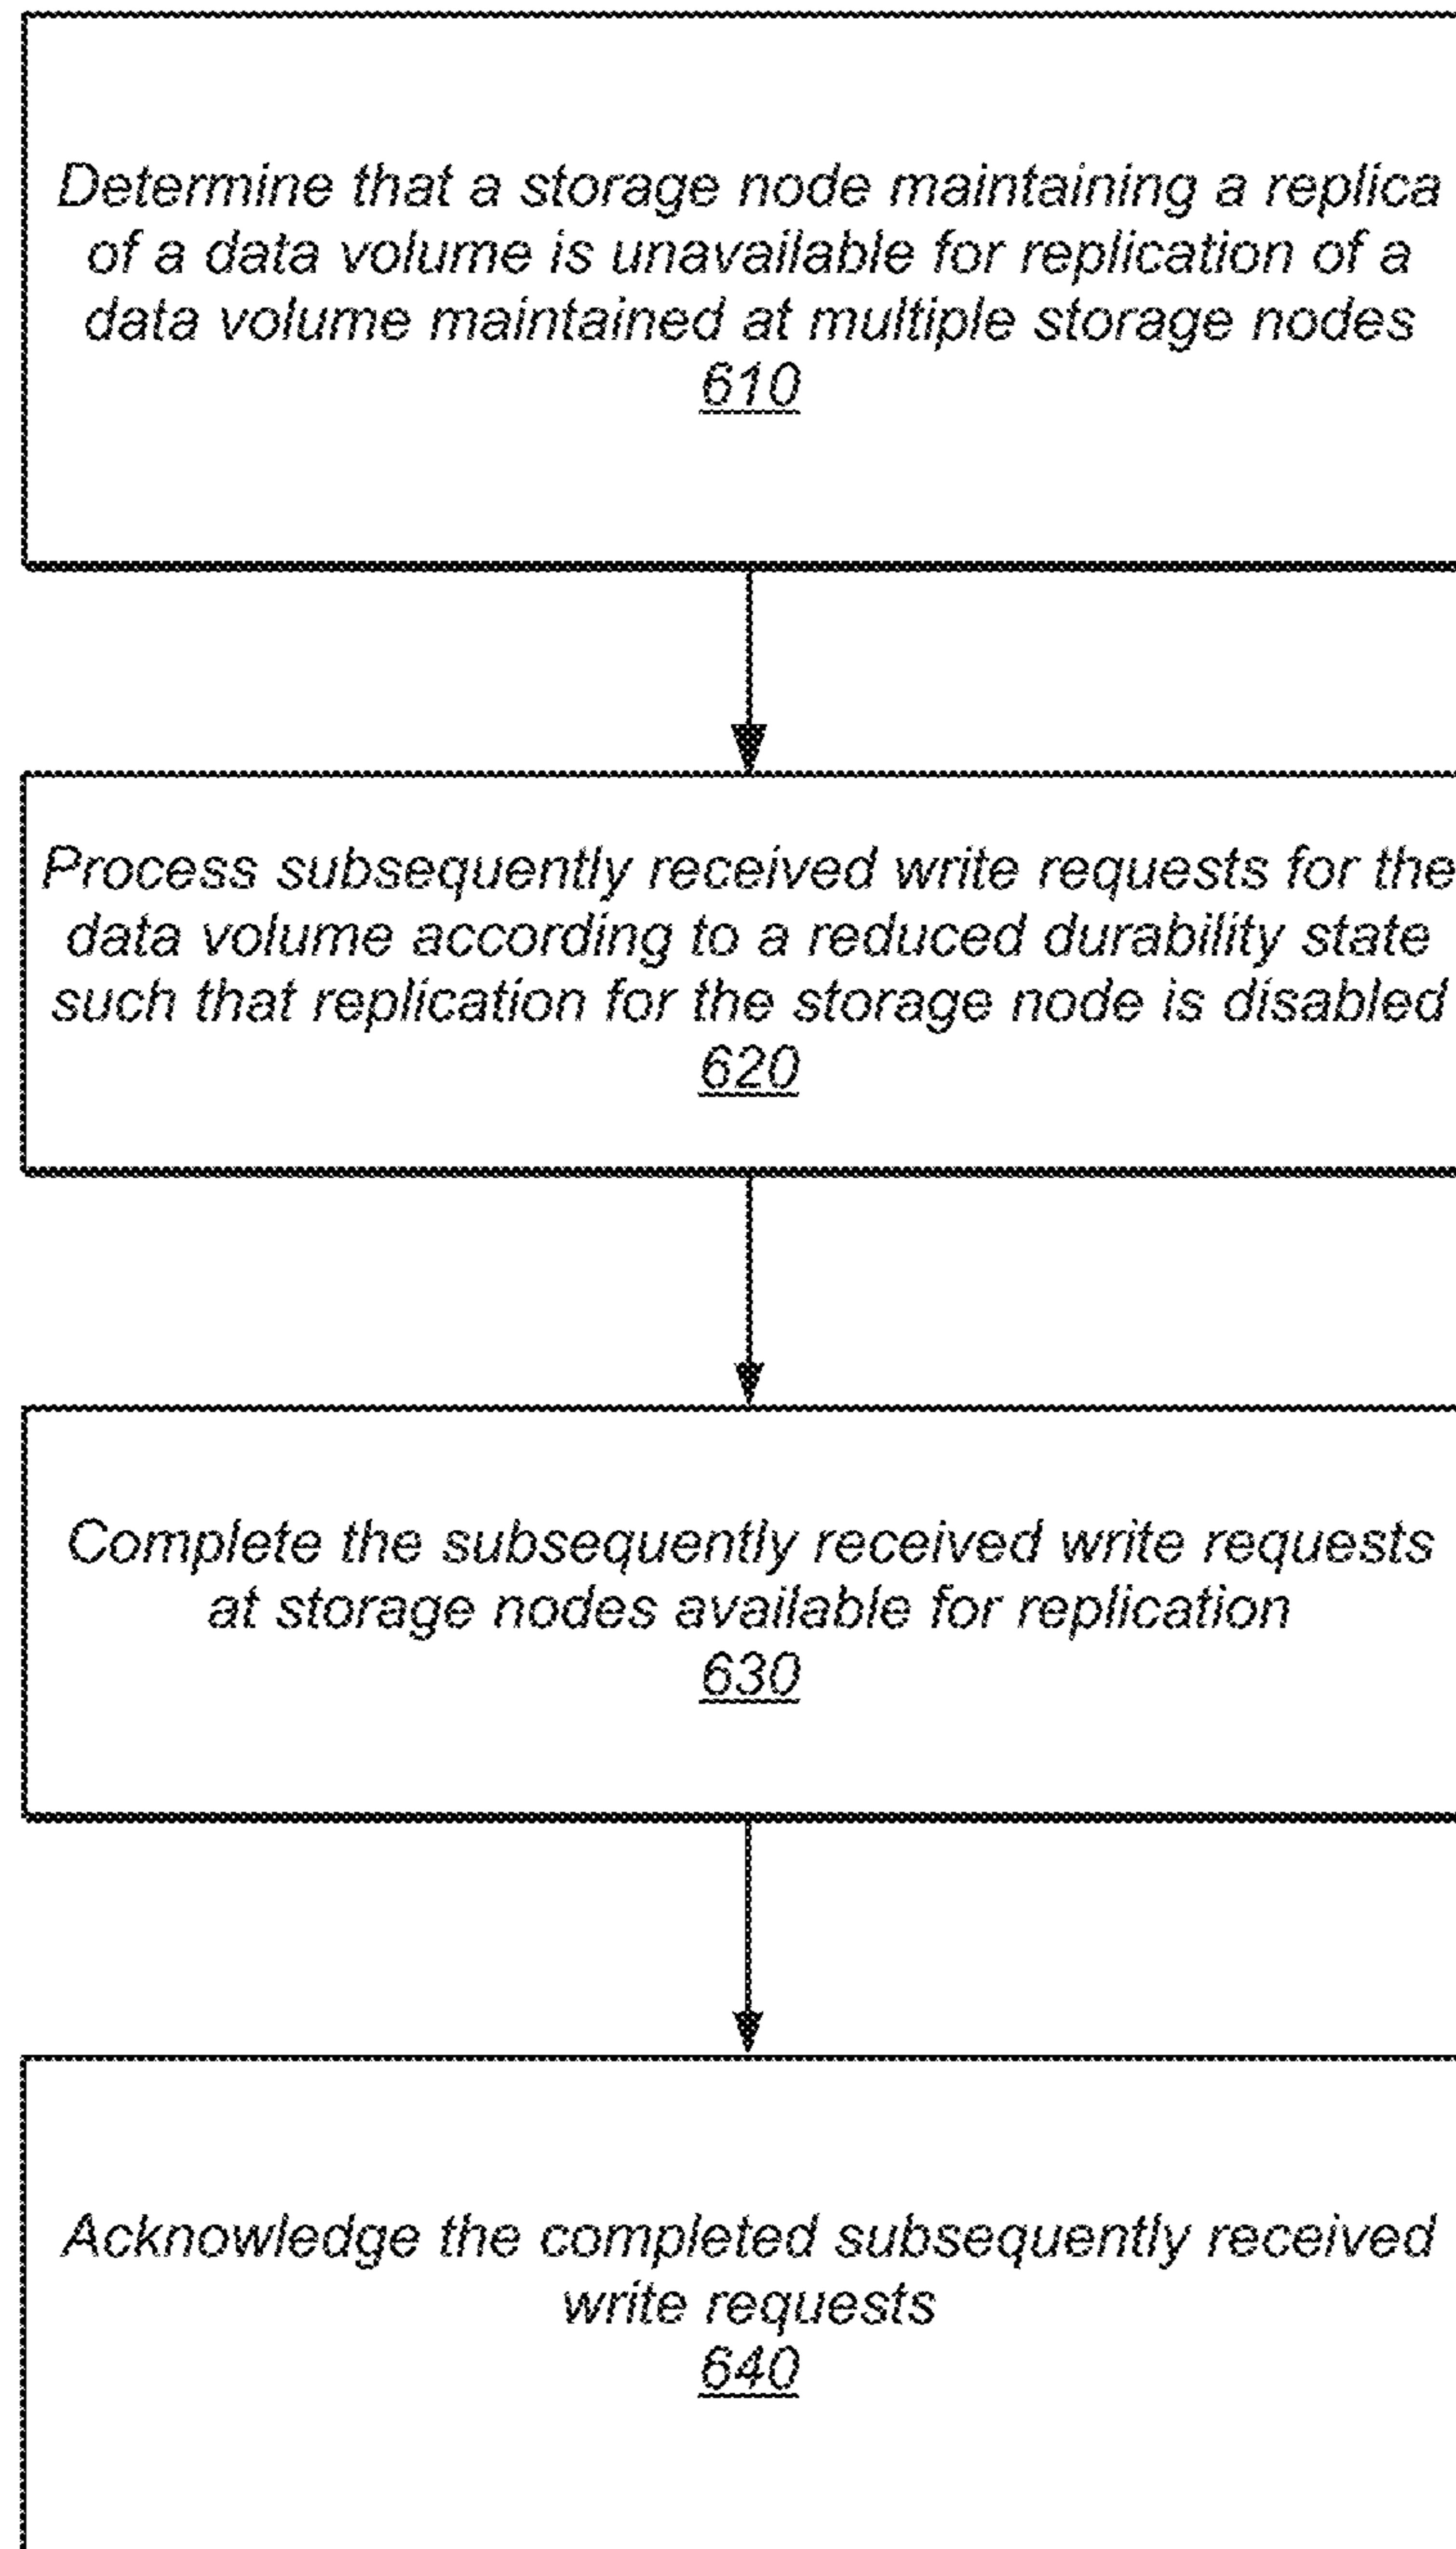 Determine that a storage node maintaining a replica
of a data volume is unavailable for replication of a
data volume maintained at multiple storage nodes
610
Process subsequently received write requests for the
data volume according to a reduced durability state
such that replication for the storage node is disabled
620
Complete the subsequently received write requests
at storage nodes available for replication
630
Acknowledge the completed subsequently received
write requests
640